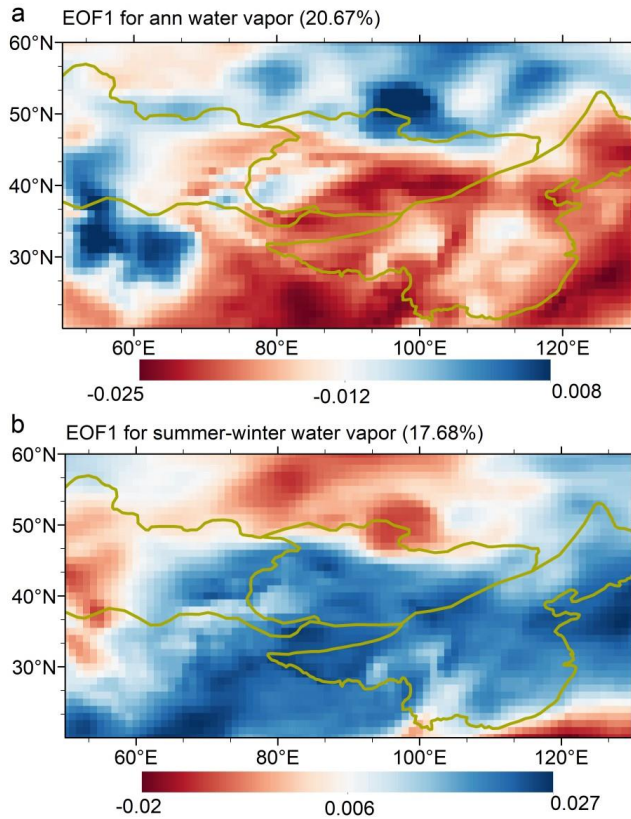 a
EOF1 for ann water vapor (20.67%)
60°N
50°N
40°N
30°N
60°E 80°E 100°E 120°E
-0.025 -0.012 0.008
b
EOF1 for summer-winter water vapor (17.68%)
60°N
50°N
40°N
30°N
60°E 80°E 100°E 120°E
-0.02 0.006 0.027